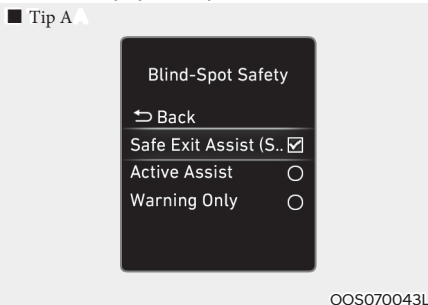 ■ Tip A
Blind-Spot Safety
⮌ Back
Safe Exit Assist (S..
Active Assist
Warning Only
OOS070043L